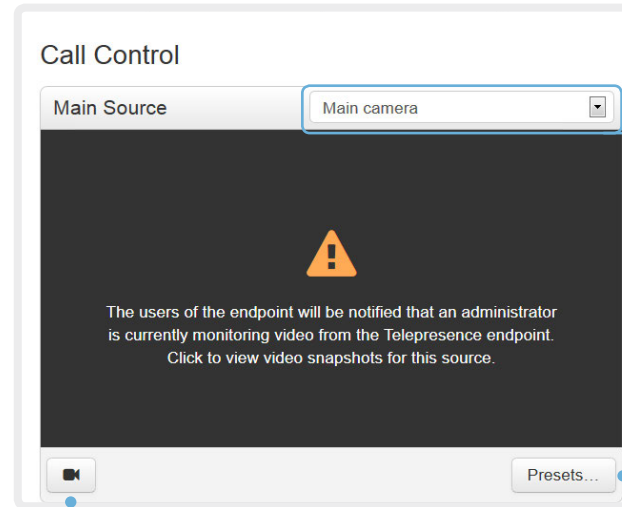 Call Control
Main Source
Main camera
The users of the endpoint will be notified that an administrator
is currently monitoring video from the Telepresence endpoint.
Click to view video snapshots for this source.
Presets...